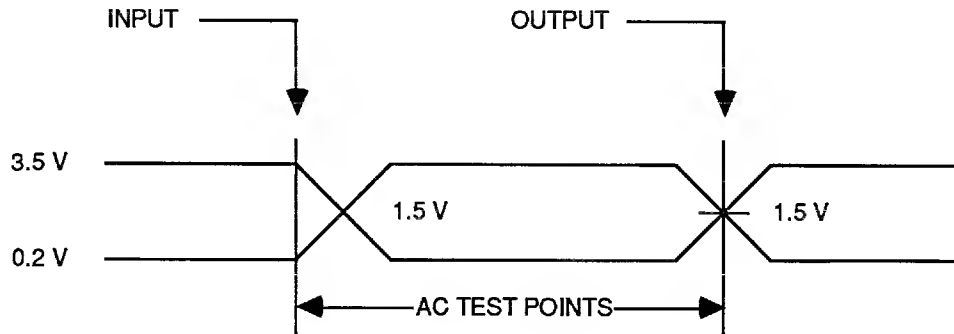 INPUT
OUTPUT
3.5 V
1.5 V
1.5 V
0.2 V
AC TEST POINTS